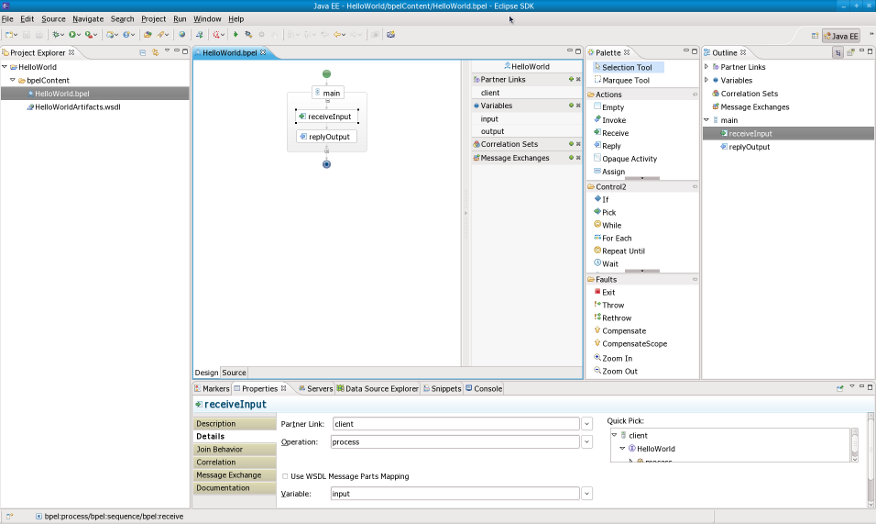 Java EE - HelloWorld/bpelContent/HelloWorld.bpel - Eclipse SDK
File Edit Source Navigate Search Project Run Window Help
Java EE
Project Explorer
HelloWorld
bpelContent
HelloWorld.bpel
HelloWorldArtifacts.wsdl
HelloWorld.bpel
main
receiveInput
replyOutput
HelloWorld
Partner Links
client
Variables
input
output
Correlation Sets
Message Exchanges
Design Source
Palette
Selection Tool
Marquee Tool
Actions
Empty
Invoke
Receive
Reply
Opaque Activity
Assign
Control2
If
Pick
While
For Each
Repeat Until
Wait
Faults
Exit
Throw
Rethrow
Compensate
CompensateScope
Zoom In
Zoom Out
Outline
Partner Links
Variables
Correlation Sets
Message Exchanges
main
receiveInput
replyOutput
Markers Properties Servers Data Source Explorer Snippets Console
receiveInput
Description
Details
Join Behavior
Correlation
Message Exchange
Documentation
Partner Link: client
Operation: process
Use WSDL Message Parts Mapping
Variable: input
Quick Pick:
client
HelloWorld
process
bpel:process/bpel:sequence/bpel:receive